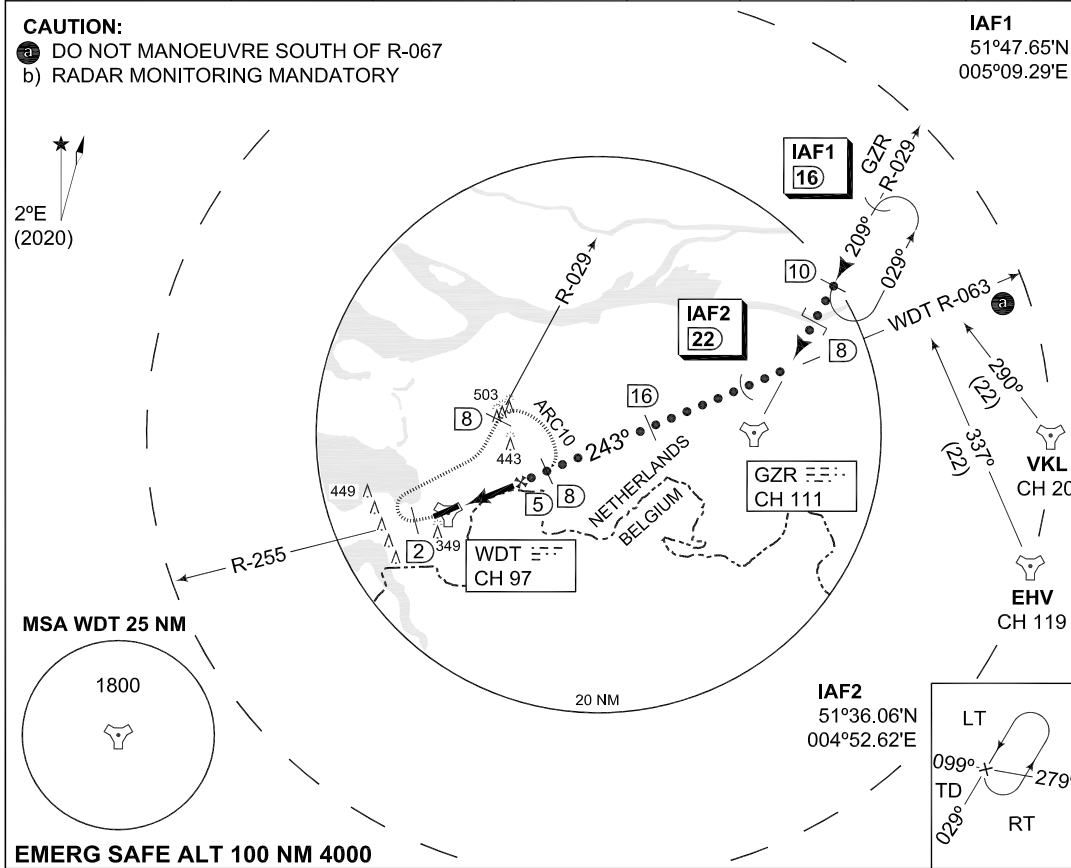 CAUTION:
a DO NOT MANOEUVRE SOUTH OF R-067
b) RADAR MONITORING MANDATORY
IAF1
51º47.65'N
005º09.29'E
2ºE
(2020)
IAF1
16
GZR
R-029
209º
029º
10
R-029
IAF2
22
WDT R-063
a
8
290º
(22)
337º
(22)
VKL
CH 20
EHV
CH 119
503
8
ARC10
443
16
243º
NETHERLANDS
BELGIUM
GZR
CH 111
449
5
8
2
349
WDT
CH 97
R-255
MSA WDT 25 NM
1800
20 NM
IAF2
51º36.06'N
004º52.62'E
LT
099º
279º
TD
029º
RT
EMERG SAFE ALT 100 NM 4000